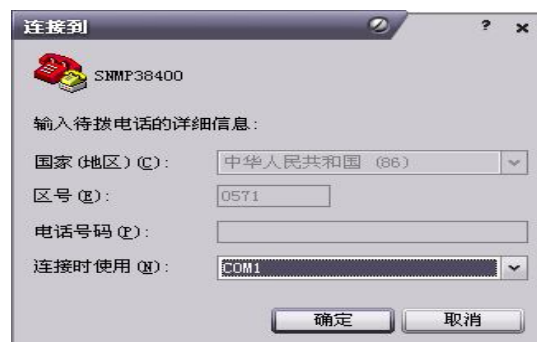 连接到
SNMP38400
输入待拨电话的详细信息:
国家(地区)(C): 中华人民共和国 (86)
区号(E): 0571
电话号码(P):
连接时使用(N): COM1
确定 取消